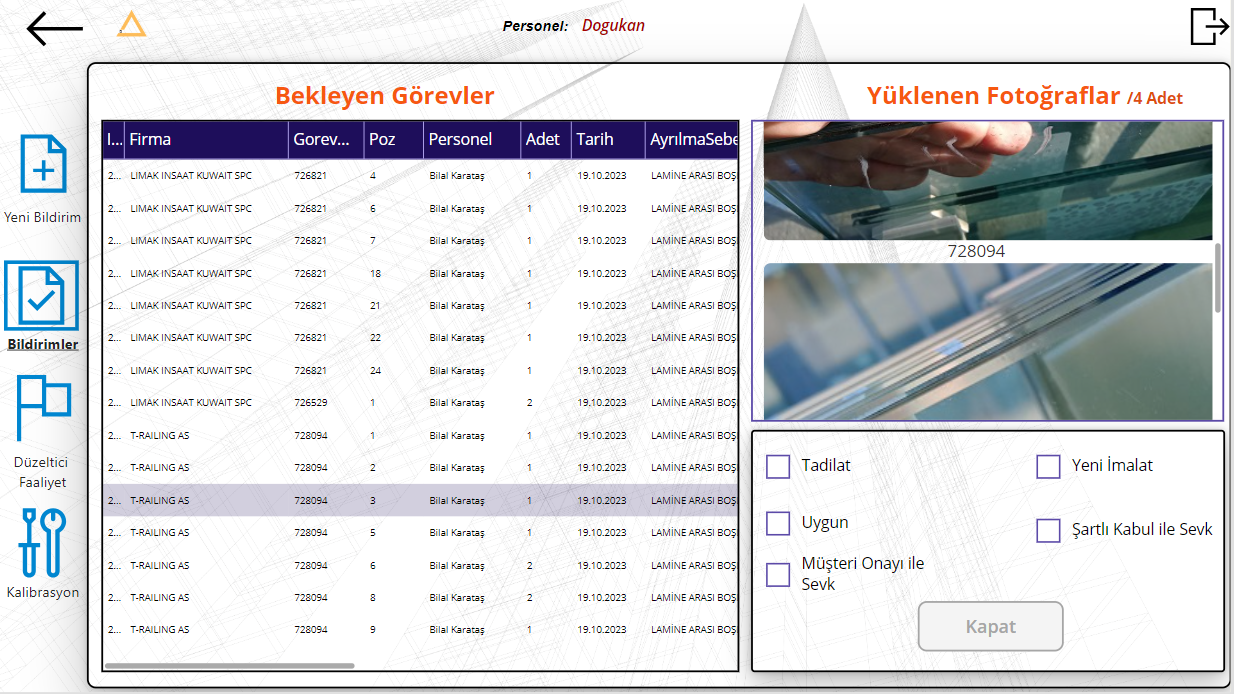 Personel: Dogukan
Bekleyen Görevler
Yüklenen Fotoğraflar /4 Adet
I... Firma Gorev... Poz Personel Adet Tarih AyrılmaSebe
2... LIMAK INSAAT KUWAIT SPC 726821 4 Bilal Karataş 1 19.10.2023 LAMİNE ARASI BOŞ
2... LIMAK INSAAT KUWAIT SPC 726821 6 Bilal Karataş 1 19.10.2023 LAMİNE ARASI BOŞ
2... LIMAK INSAAT KUWAIT SPC 726821 7 Bilal Karataş 1 19.10.2023 LAMİNE ARASI BOŞ
2... LIMAK INSAAT KUWAIT SPC 726821 18 Bilal Karataş 1 19.10.2023 LAMİNE ARASI BOŞ
2... LIMAK INSAAT KUWAIT SPC 726821 21 Bilal Karataş 1 19.10.2023 LAMİNE ARASI BOŞ
2... LIMAK INSAAT KUWAIT SPC 726821 22 Bilal Karataş 1 19.10.2023 LAMİNE ARASI BOŞ
2... LIMAK INSAAT KUWAIT SPC 726821 24 Bilal Karataş 1 19.10.2023 LAMİNE ARASI BOŞ
2... LIMAK INSAAT KUWAIT SPC 726529 1 Bilal Karataş 2 19.10.2023 LAMİNE ARASI BOŞ
2... T-RAILING AS 728094 1 Bilal Karataş 1 19.10.2023 LAMİNE ARASI BOŞ
2... T-RAILING AS 728094 2 Bilal Karataş 1 19.10.2023 LAMİNE ARASI BOŞ
2... T-RAILING AS 728094 3 Bilal Karataş 1 19.10.2023 LAMİNE ARASI BOŞ
2... T-RAILING AS 728094 5 Bilal Karataş 1 19.10.2023 LAMİNE ARASI BOŞ
2... T-RAILING AS 728094 6 Bilal Karataş 2 19.10.2023 LAMİNE ARASI BOŞ
2... T-RAILING AS 728094 8 Bilal Karataş 2 19.10.2023 LAMİNE ARASI BOŞ
2... T-RAILING AS 728094 9 Bilal Karataş 1 19.10.2023 LAMİNE ARASI BOŞ
Yeni Bildirim
Bildirimler
Düzeltici
Faaliyet
Kalibrasyon
728094
Tadilat
Yeni İmalat
Uygun
Şartlı Kabul ile Sevk
Müşteri Onayı ile
Sevk
Kapat